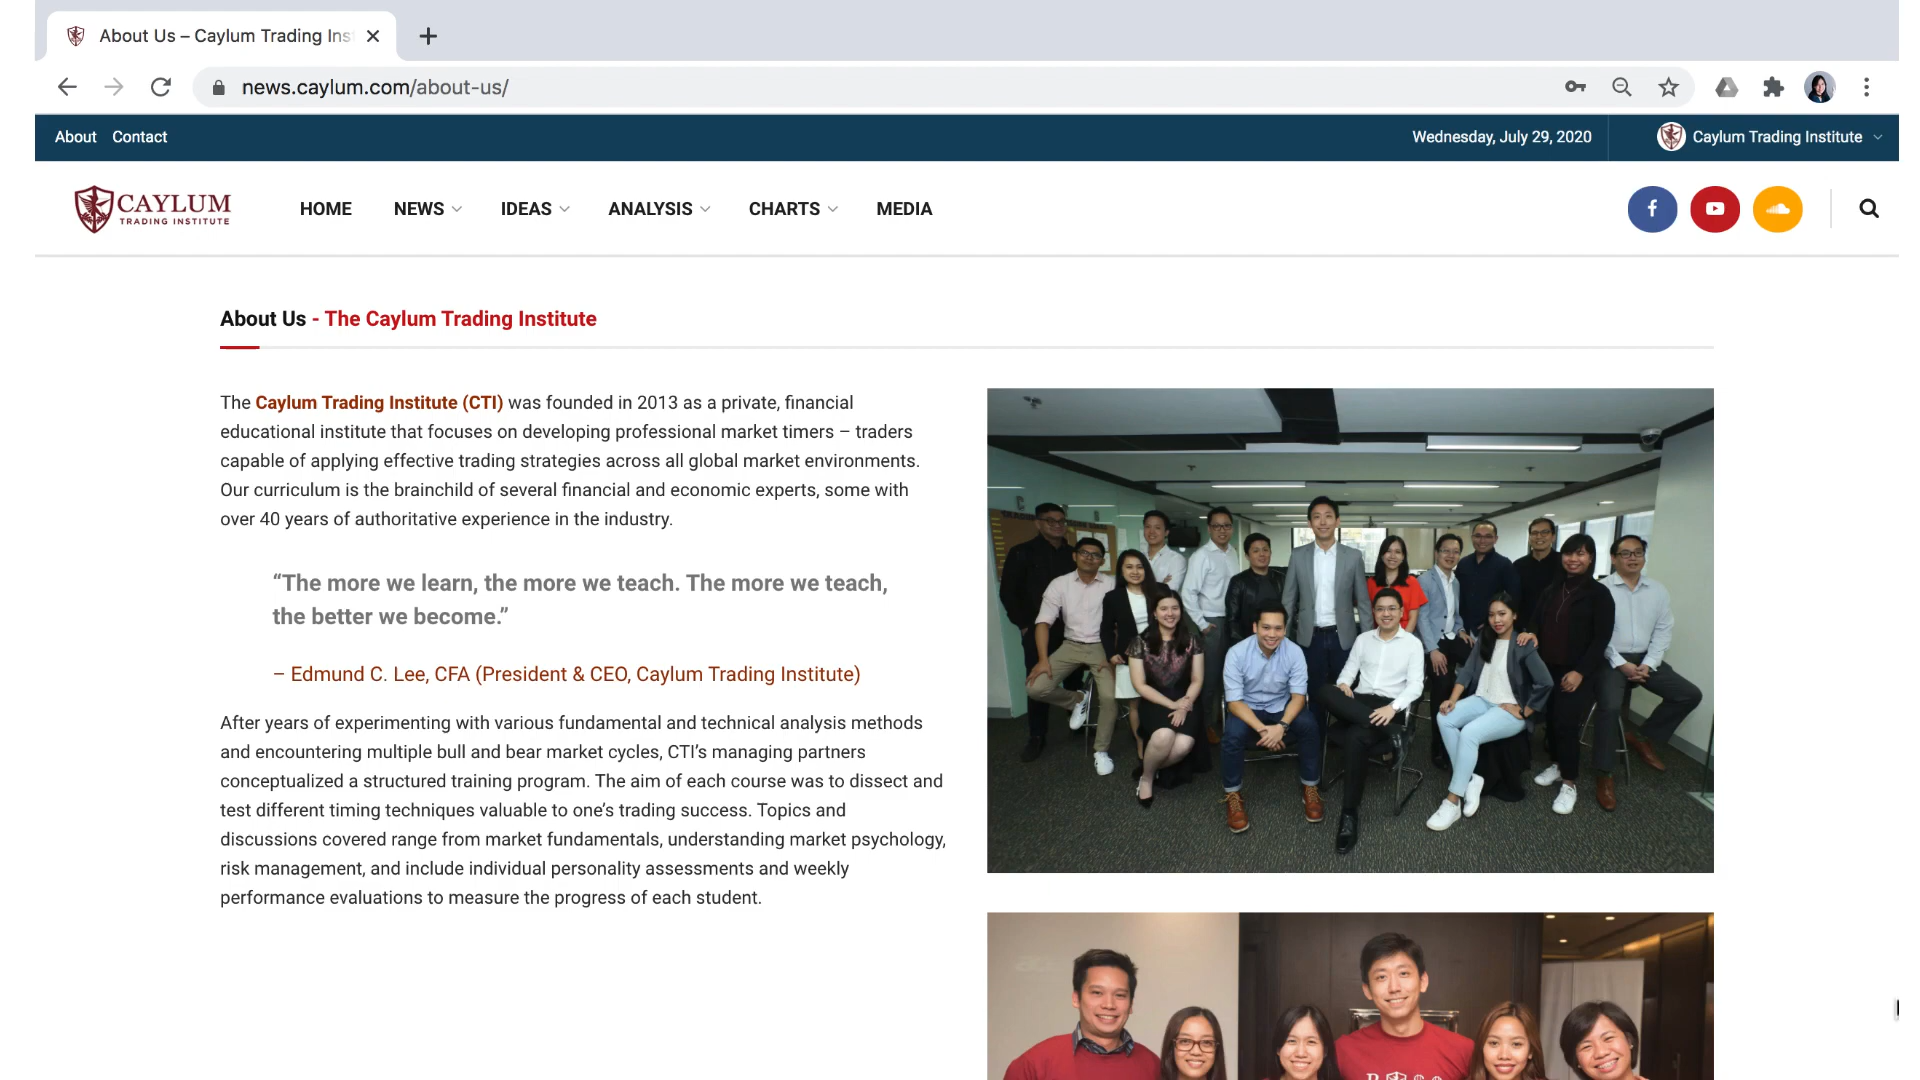 About Us – Caylum Trading Ins
news.caylum.com/about-us/
About Contact
Wednesday, July 29, 2020
Caylum Trading Institute
CAYLUM
TRADING INSTITUTE
HOME NEWS IDEAS ANALYSIS CHARTS MEDIA
About Us - The Caylum Trading Institute
The Caylum Trading Institute (CTI) was founded in 2013 as a private, financial
educational institute that focuses on developing professional market timers – traders
capable of applying effective trading strategies across all global market environments.
Our curriculum is the brainchild of several financial and economic experts, some with
over 40 years of authoritative experience in the industry.
“The more we learn, the more we teach. The more we teach,
the better we become.”
– Edmund C. Lee, CFA (President & CEO, Caylum Trading Institute)
After years of experimenting with various fundamental and technical analysis methods
and encountering multiple bull and bear market cycles, CTI’s managing partners
conceptualized a structured training program. The aim of each course was to dissect and
test different timing techniques valuable to one’s trading success. Topics and
discussions covered range from market fundamentals, understanding market psychology,
risk management, and include individual personality assessments and weekly
performance evaluations to measure the progress of each student.